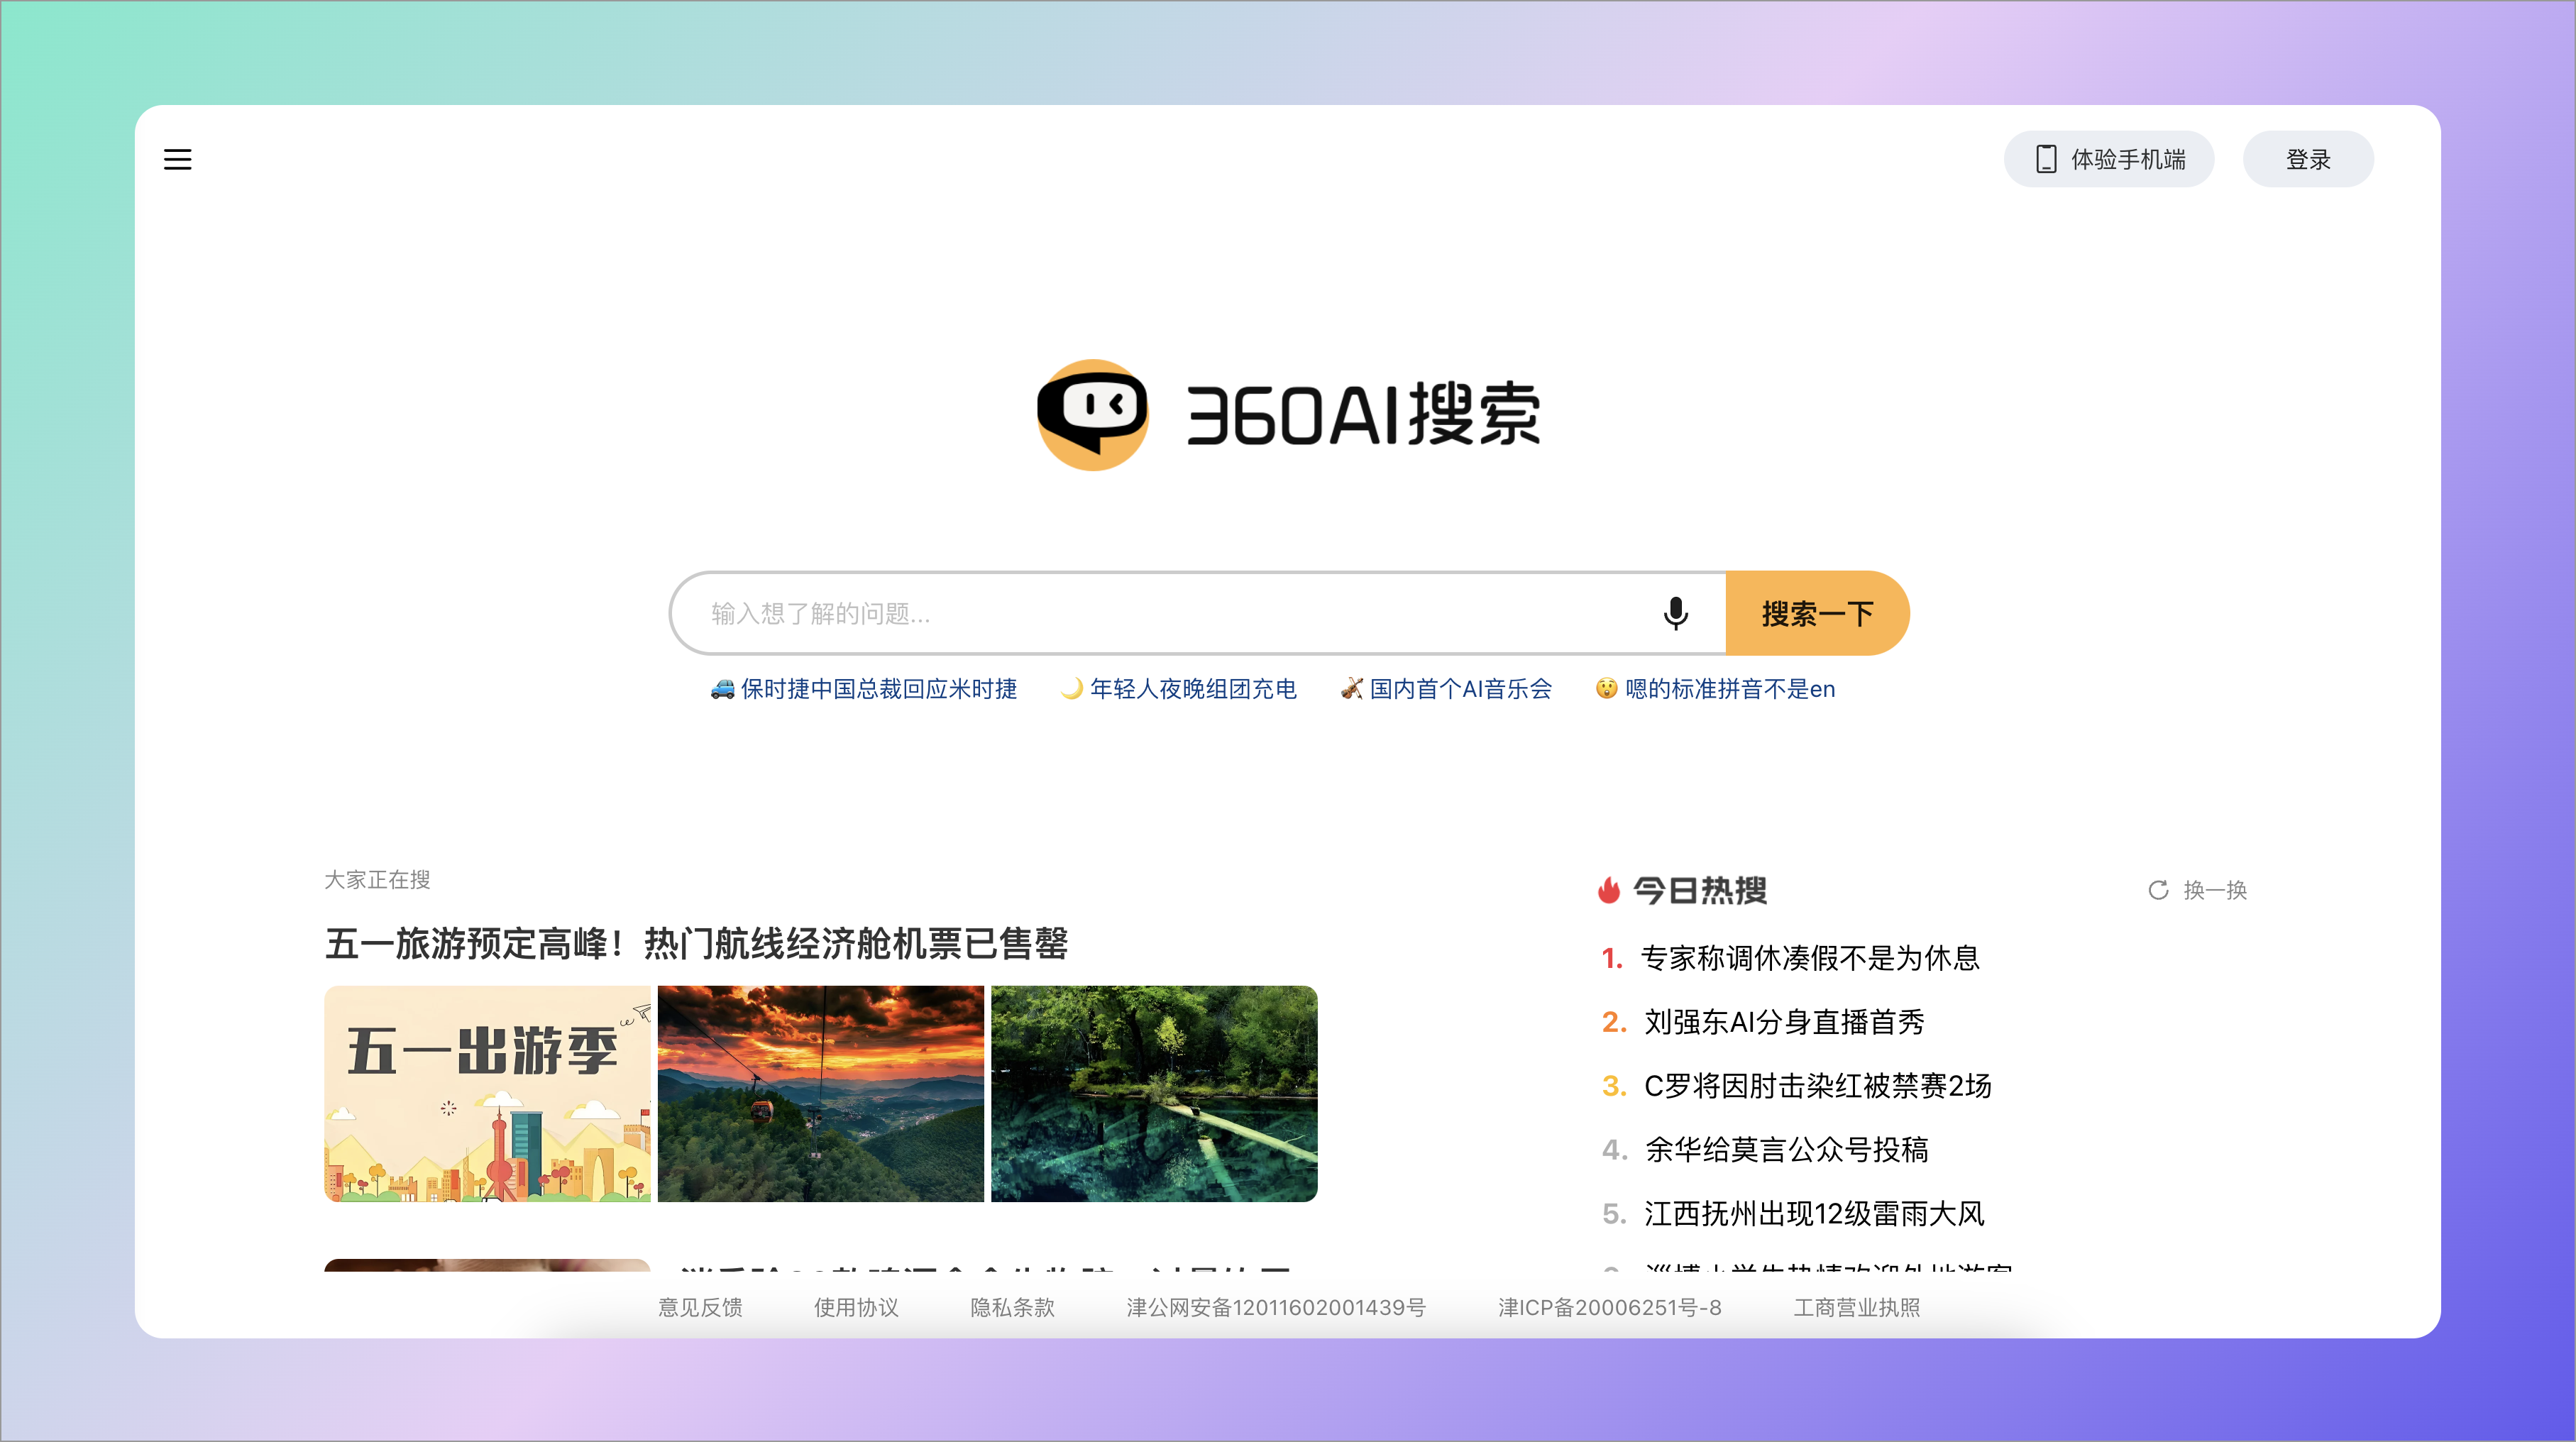 体验手机端
登录
360AI搜索
输入想了解的问题...
搜索一下
🚙 保时捷中国总裁回应米时捷
🌙 年轻人夜晚组团充电
🎻 国内首个AI音乐会
😲 嗯的标准拼音不是en
大家正在搜
五一旅游预定高峰！热门航线经济舱机票已售罄
五一出游季
今日热搜
换一换
1. 专家称调休凑假不是为休息
2. 刘强东AI分身直播首秀
3. C罗将因肘击染红被禁赛2场
4. 余华给莫言公众号投稿
5. 江西抚州出现12级雷雨大风
意见反馈
使用协议
隐私条款
津公网安备12011602001439号
津ICP备20006251号-8
工商营业执照